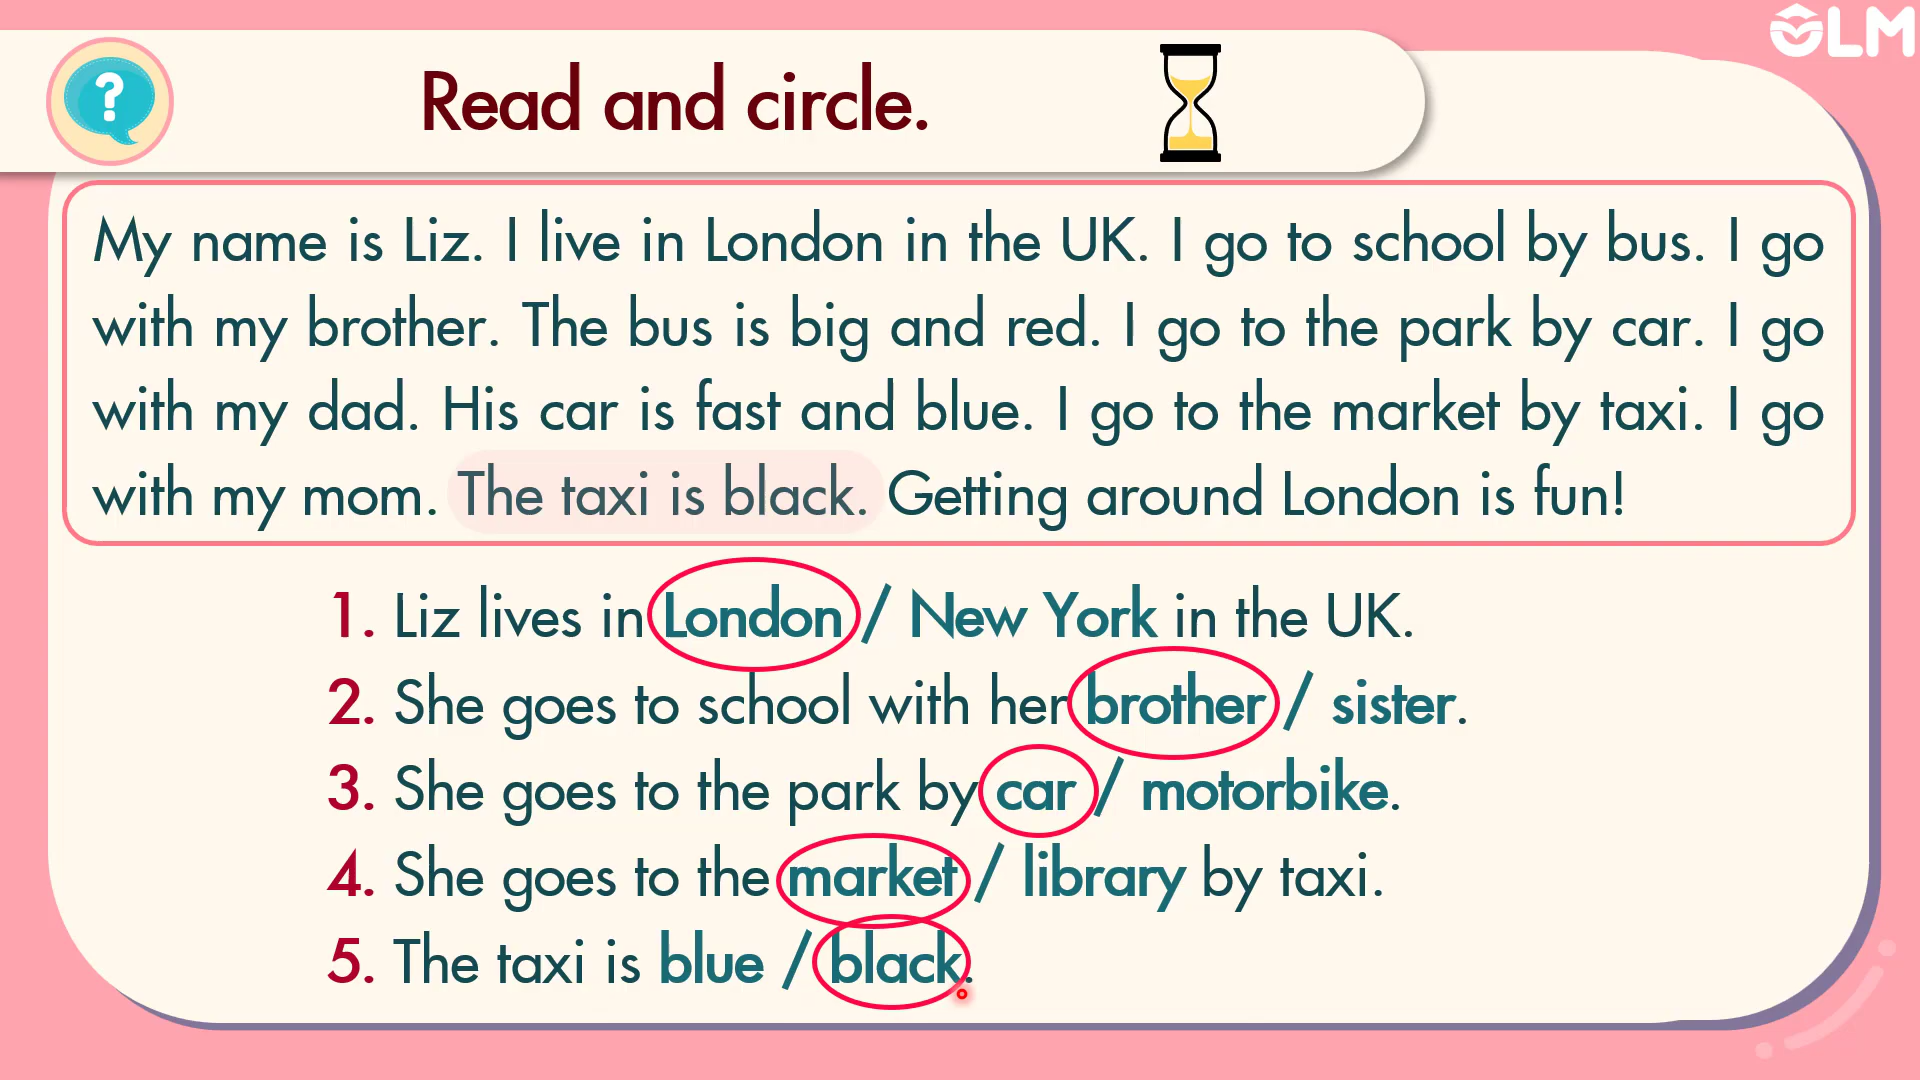 OLM
?
Read and circle.
My name is Liz. I live in London in the UK. I go to school by bus. I go
with my brother. The bus is big and red. I go to the park by car. I go
with my dad. His car is fast and blue. I go to the market by taxi. I go
with my mom. The taxi is black. Getting around London is fun!
1. Liz lives in London / New York in the UK.
2. She goes to school with her brother / sister.
3. She goes to the park by car / motorbike.
4. She goes to the market / library by taxi.
5. The taxi is blue / black.